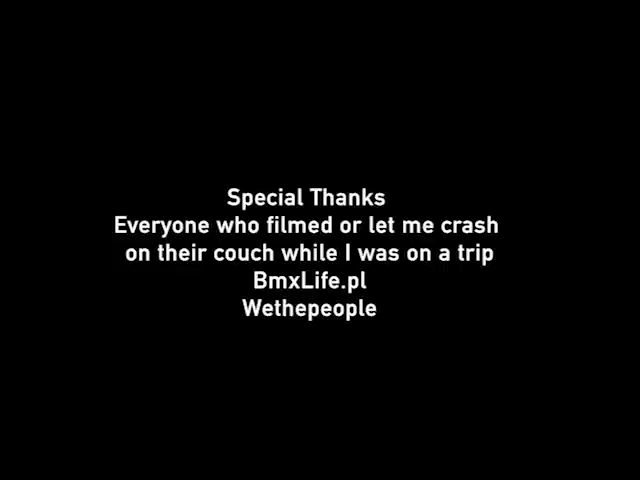 Special Thanks
Everyone who filmed or let me crash
on their couch while I was on a trip
BmxLife.pl
Wethepeople